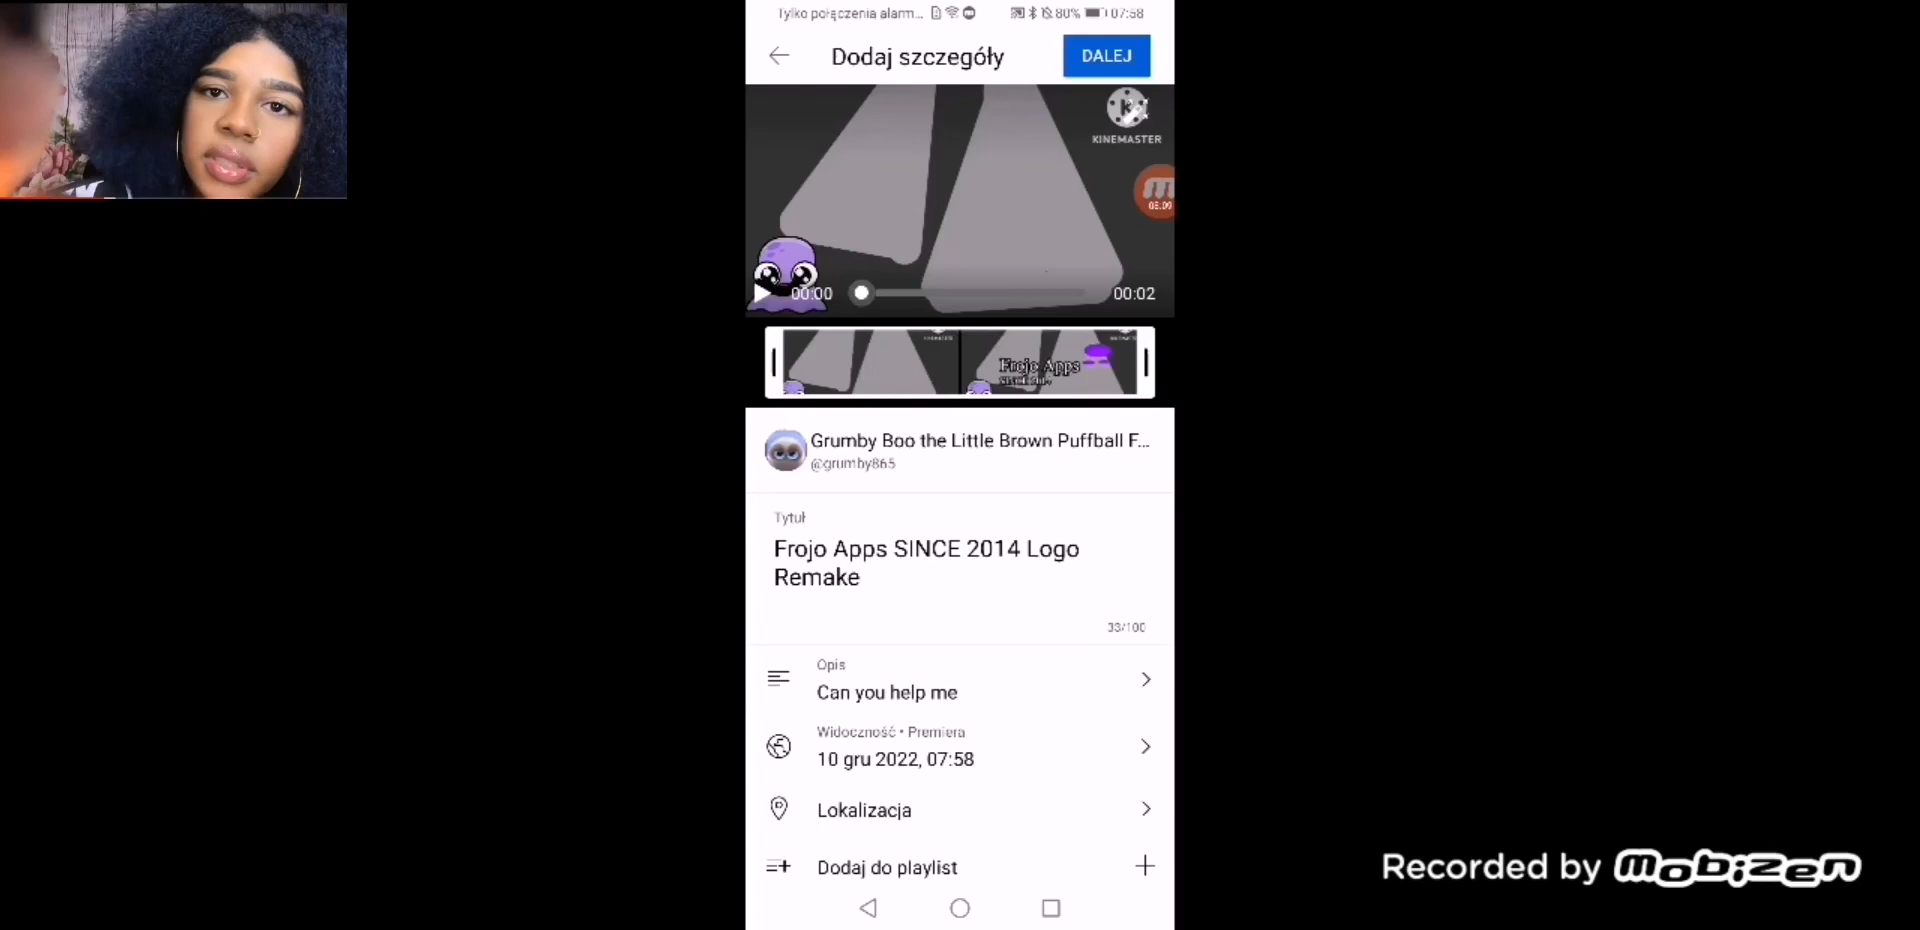 Tylko połączenia alarm... 80% 07:58
Dodaj szczegóły
DALEJ
KINEMASTER
00:00
00:02
Frojo Apps
Grumby Boo the Little Brown Puffball F...
@grumby865
Tytuł
Frojo Apps SINCE 2014 Logo
Remake
33/100
Opis
Can you help me
Widoczność • Premiera
10 gru 2022, 07:58
Lokalizacja
Dodaj do playlist
Recorded by mobizen